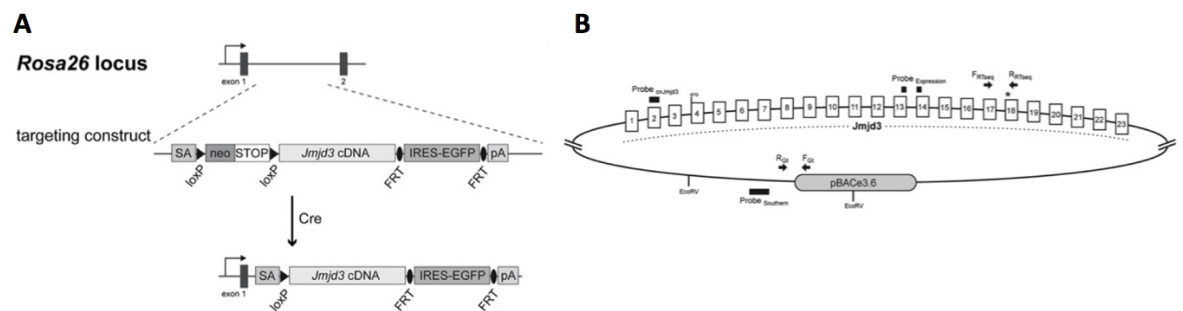 A
Rosa26 locus
exon 1
2
targeting construct
SA neo STOP Jmjd3 cDNA IRES-EGFP pA
loxP loxP FRT FRT
Cre
SA Jmjd3 cDNA IRES-EGFP pA
exon 1
loxP FRT FRT
B
Probe onJmjd3
Probe Expression
FRTseq RRTseq
*
1 2 3 4 5 6 7 8 9 10 11 12 13 14 15 16 17 18 19 20 21 22 23
Jmjd3
RGt FGt
pBACe3.6
EcoRV
Probe Southern
EcoRV